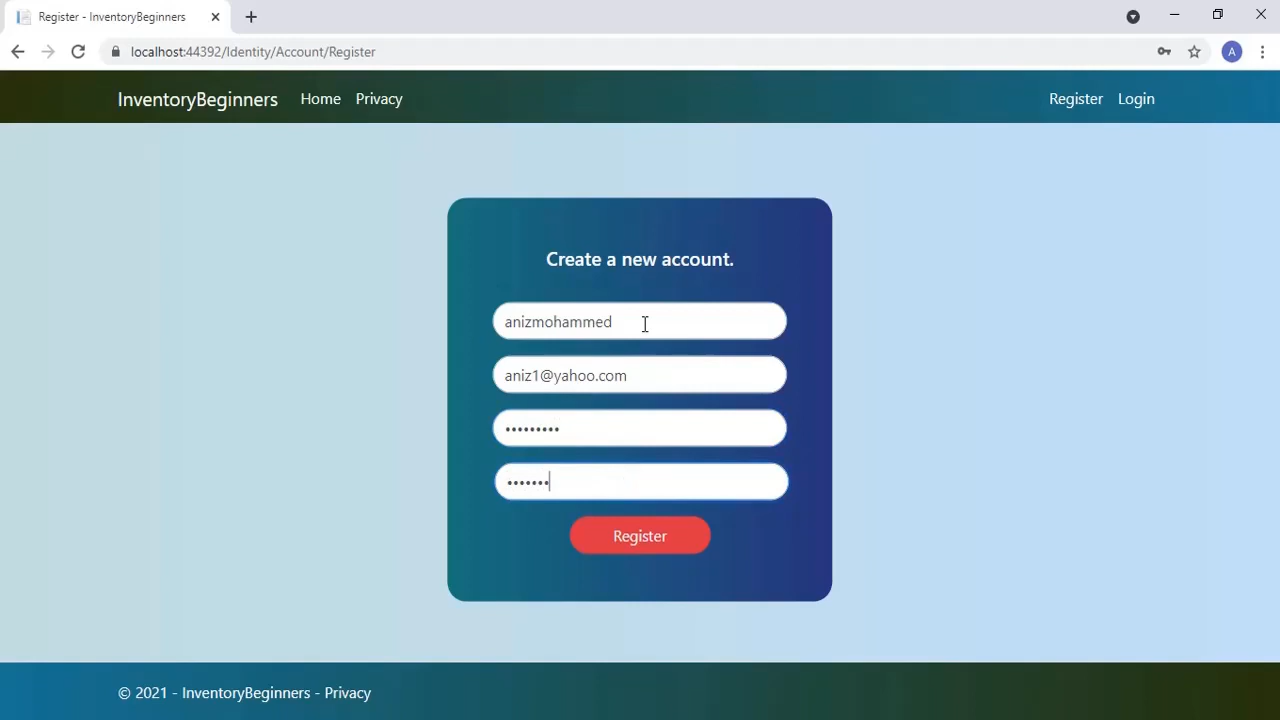 Register - InventoryBeginners
localhost:44392/Identity/Account/Register
A
InventoryBeginners Home Privacy Register Login
Create a new account.
anizmohammed
aniz1@yahoo.com
•••••••••
•••••••
Register
© 2021 - InventoryBeginners - Privacy